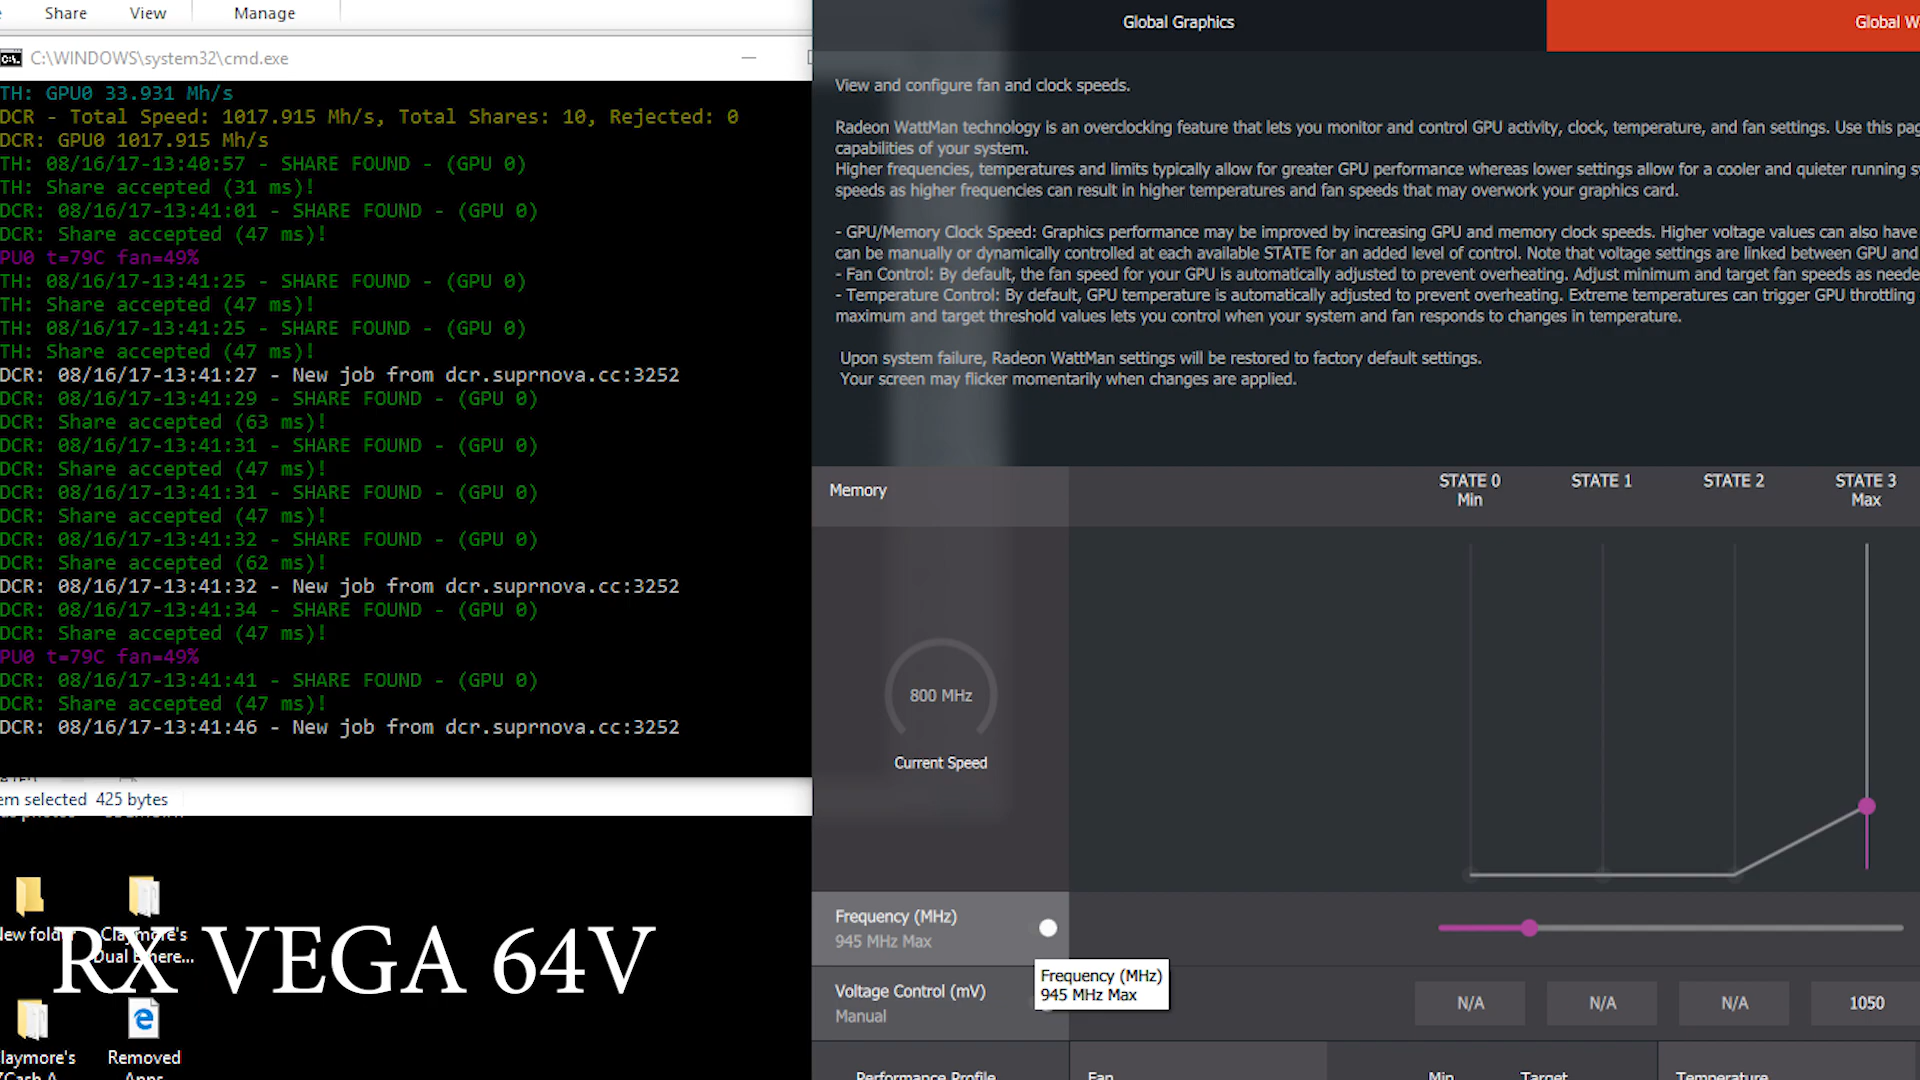 Share View Manage
C:\WINDOWS\system32\cmd.exe
TH: GPU0 33.931 Mh/s
DCR - Total Speed: 1017.915 Mh/s, Total Shares: 10, Rejected: 0
DCR: GPU0 1017.915 Mh/s
TH: 08/16/17-13:40:57 - SHARE FOUND - (GPU 0)
TH: Share accepted (31 ms)!
DCR: 08/16/17-13:41:01 - SHARE FOUND - (GPU 0)
DCR: Share accepted (47 ms)!
PU0 t=79C fan=49%
TH: 08/16/17-13:41:25 - SHARE FOUND - (GPU 0)
TH: Share accepted (47 ms)!
TH: 08/16/17-13:41:25 - SHARE FOUND - (GPU 0)
TH: Share accepted (47 ms)!
DCR: 08/16/17-13:41:27 - New job from dcr.suprnova.cc:3252
DCR: 08/16/17-13:41:29 - SHARE FOUND - (GPU 0)
DCR: Share accepted (63 ms)!
DCR: 08/16/17-13:41:31 - SHARE FOUND - (GPU 0)
DCR: Share accepted (47 ms)!
DCR: 08/16/17-13:41:31 - SHARE FOUND - (GPU 0)
DCR: Share accepted (47 ms)!
DCR: 08/16/17-13:41:32 - SHARE FOUND - (GPU 0)
DCR: Share accepted (62 ms)!
DCR: 08/16/17-13:41:32 - New job from dcr.suprnova.cc:3252
DCR: 08/16/17-13:41:34 - SHARE FOUND - (GPU 0)
DCR: Share accepted (47 ms)!
PU0 t=79C fan=49%
DCR: 08/16/17-13:41:41 - SHARE FOUND - (GPU 0)
DCR: Share accepted (47 ms)!
DCR: 08/16/17-13:41:46 - New job from dcr.suprnova.cc:3252
em selected 425 bytes
New folder
Claymore's
Dual Ethere...
RX VEGA 64V
laymore's
ZCash A
Removed
Apps
Global Graphics
Global W
View and configure fan and clock speeds.
Radeon WattMan technology is an overclocking feature that lets you monitor and control GPU activity, clock, temperature, and fan settings. Use this pag
capabilities of your system.
Higher frequencies, temperatures and limits typically allow for greater GPU performance whereas lower settings allow for a cooler and quieter running sy
speeds as higher frequencies can result in higher temperatures and fan speeds that may overwork your graphics card.
- GPU/Memory Clock Speed: Graphics performance may be improved by increasing GPU and memory clock speeds. Higher voltage values can also have
can be manually or dynamically controlled at each available STATE for an added level of control. Note that voltage settings are linked between GPU and
- Fan Control: By default, the fan speed for your GPU is automatically adjusted to prevent overheating. Adjust minimum and target fan speeds as neede
- Temperature Control: By default, GPU temperature is automatically adjusted to prevent overheating. Extreme temperatures can trigger GPU throttling
maximum and target threshold values lets you control when your system and fan responds to changes in temperature.
Upon system failure, Radeon WattMan settings will be restored to factory default settings.
Your screen may flicker momentarily when changes are applied.
Memory
STATE 0 STATE 1 STATE 2 STATE 3
Min Max
800 MHz
Current Speed
Frequency (MHz)
945 MHz Max
Frequency (MHz)
945 MHz Max
Voltage Control (mV)
Manual
N/A N/A N/A 1050
Performance Profile Fan Min Target Temperature